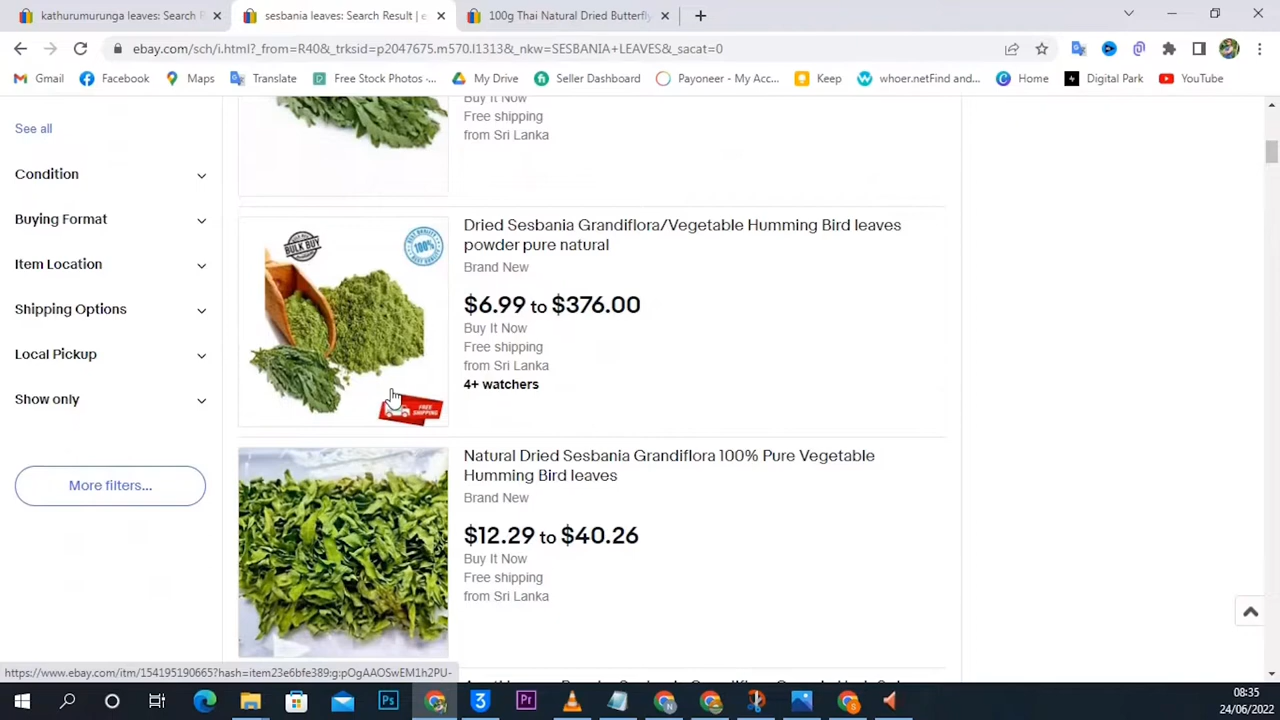 kathurumurunga leaves: Search R
sesbania leaves: Search Result | e
100g Thai Natural Dried Butterfly
ebay.com/sch/i.html?_from=R40&_trksid=p2047675.m570.l1313&_nkw=SESBANIA+LEAVES&_sacat=0
Gmail
Facebook
Maps
Translate
Free Stock Photos -...
My Drive
Seller Dashboard
Payoneer - My Acc...
Keep
whoer.netFind and...
Home
Digital Park
YouTube
See all
Condition
Buying Format
Item Location
Shipping Options
Local Pickup
Show only
More filters...
Buy It Now
Free shipping
from Sri Lanka
BULK BUY
100%
FREE
SHIPPING
Dried Sesbania Grandiflora/Vegetable Humming Bird leaves
powder pure natural
Brand New
$6.99 to $376.00
Buy It Now
Free shipping
from Sri Lanka
4+ watchers
Natural Dried Sesbania Grandiflora 100% Pure Vegetable
Humming Bird leaves
Brand New
$12.29 to $40.26
Buy It Now
Free shipping
from Sri Lanka
https://www.ebay.com/itm/154195190665?hash=item23e6bfe389:g:pOgAAOSwEM1h2PU-
08:35
24/06/2022